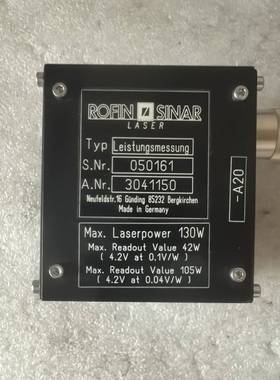 ROFIN SINAR
LASER
Typ Leistungsmessung
S.Nr. 050161
A.Nr. 3041150
Neufeldstr.16 Günding 85232 Bergkirchen
Made in Germany
-A20
Max. Laserpower 130W
Max. Readout Value 42W
( 4.2V at 0.1V/W )
Max. Readout Value 105W
( 4.2V at 0.04V/W )